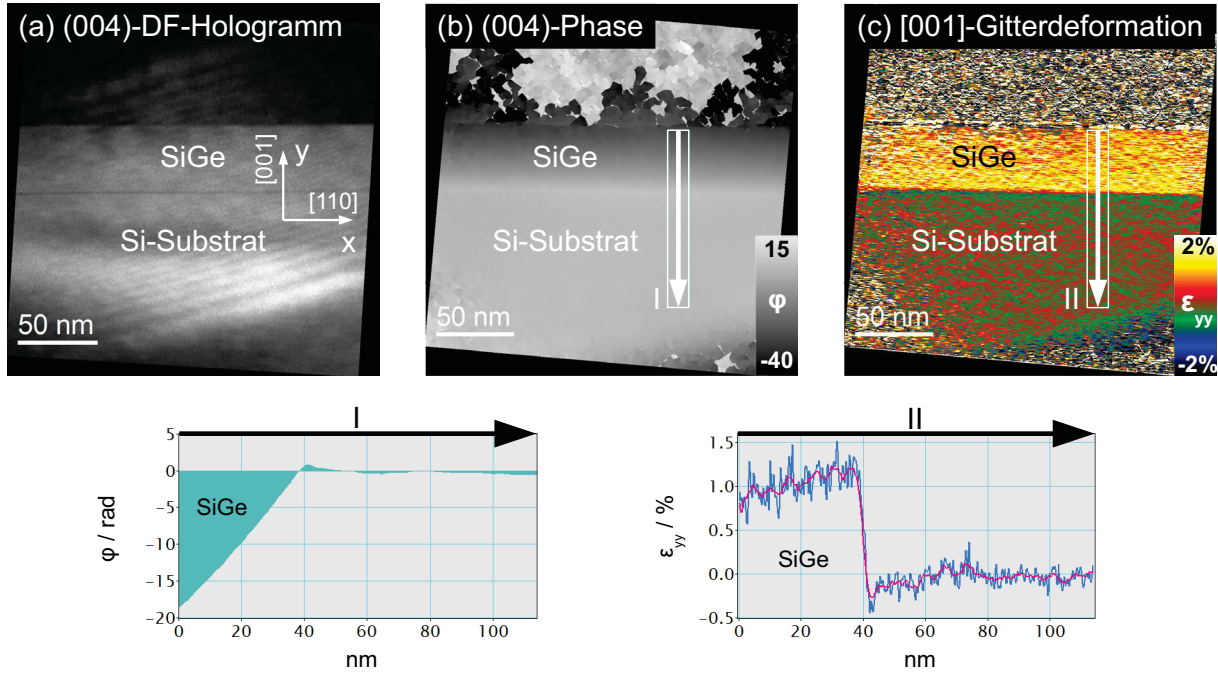 (a) (004)-DF-Hologramm
SiGe
y
[001]
[110]
x
Si-Substrat
50 nm
(b) (004)-Phase
SiGe
Si-Substrat
I
50 nm
15
φ
-40
(c) [001]-Gitterdeformation
SiGe
Si-Substrat
II
50 nm
2%
ε
yy
-2%
I
5
0
-5
-10
-15
-20
φ / rad
SiGe
0 20 40 60 80 100
nm
II
1.5
1.0
0.5
0.0
-0.5
ε yy / %
SiGe
0 20 40 60 80 100
nm